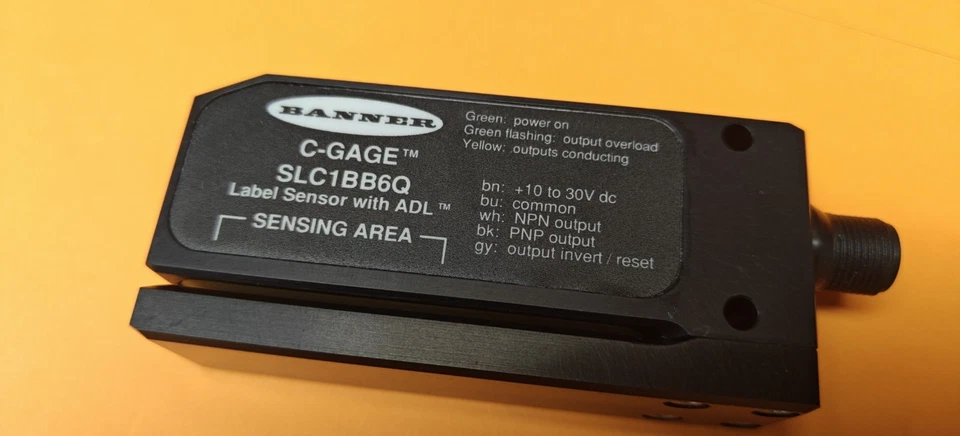 BANNER
C-GAGE™
SLC1BB6Q
Label Sensor with ADL™
SENSING AREA
Green: power on
Green flashing: output overload
Yellow: outputs conducting
bn: +10 to 30V dc
bu: common
wh: NPN output
bk: PNP output
gy: output invert / reset